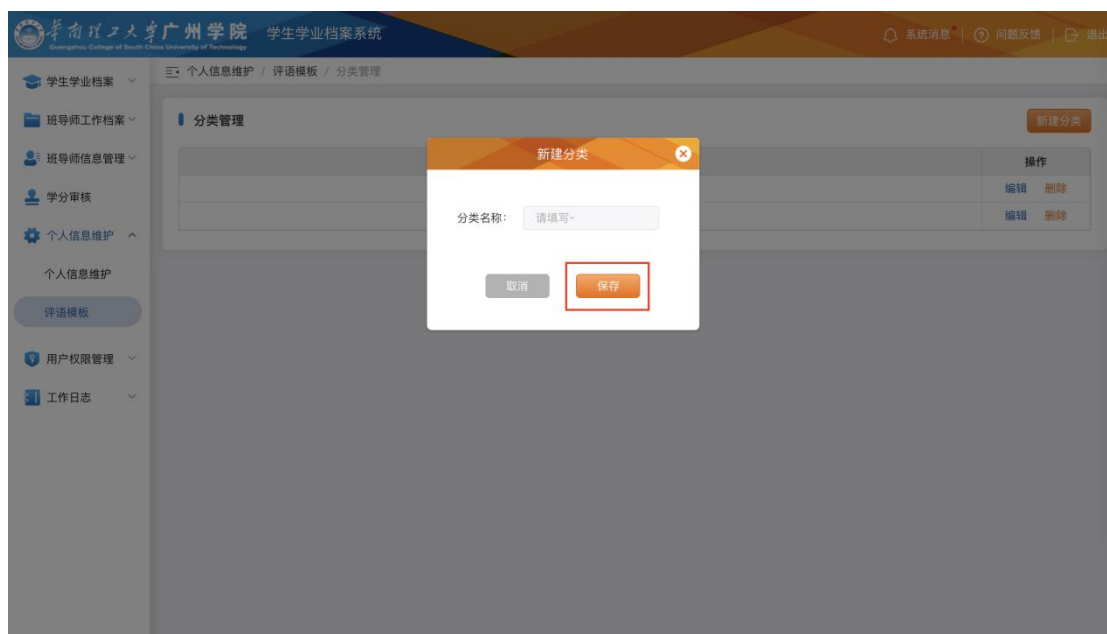 华南理工大学广州学院 学生学业档案系统 系统消息 | 问题反馈 | 退出
Guangzhou College of South China University of Technology
学生学业档案
个人信息维护 / 评语模板 / 分类管理
班导师工作档案
分类管理
新建分类
新建分类
班导师信息管理
操作
学分审核
编辑 删除
分类名称： 请填写~
编辑 删除
个人信息维护
个人信息维护
取消 保存
评语模板
用户权限管理
工作日志